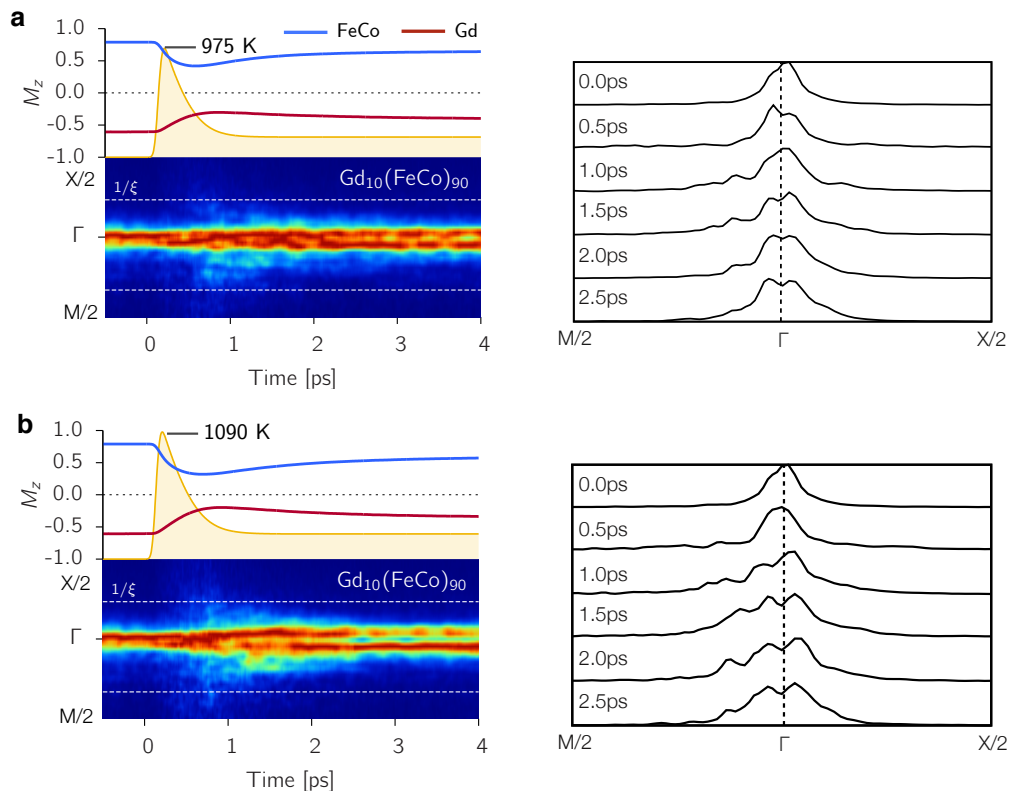 a
FeCo Gd
975 K
1.0
0.5
0.0
-0.5
-1.0
M_z
X/2
Γ
M/2
1/ξ
Gd₁₀(FeCo)₉₀
0 1 2 3 4
Time [ps]
0.0ps
0.5ps
1.0ps
1.5ps
2.0ps
2.5ps
M/2 Γ X/2
b
1090 K
1.0
0.5
0.0
-0.5
-1.0
M_z
X/2
Γ
M/2
1/ξ
Gd₁₀(FeCo)₉₀
0 1 2 3 4
Time [ps]
0.0ps
0.5ps
1.0ps
1.5ps
2.0ps
2.5ps
M/2 Γ X/2